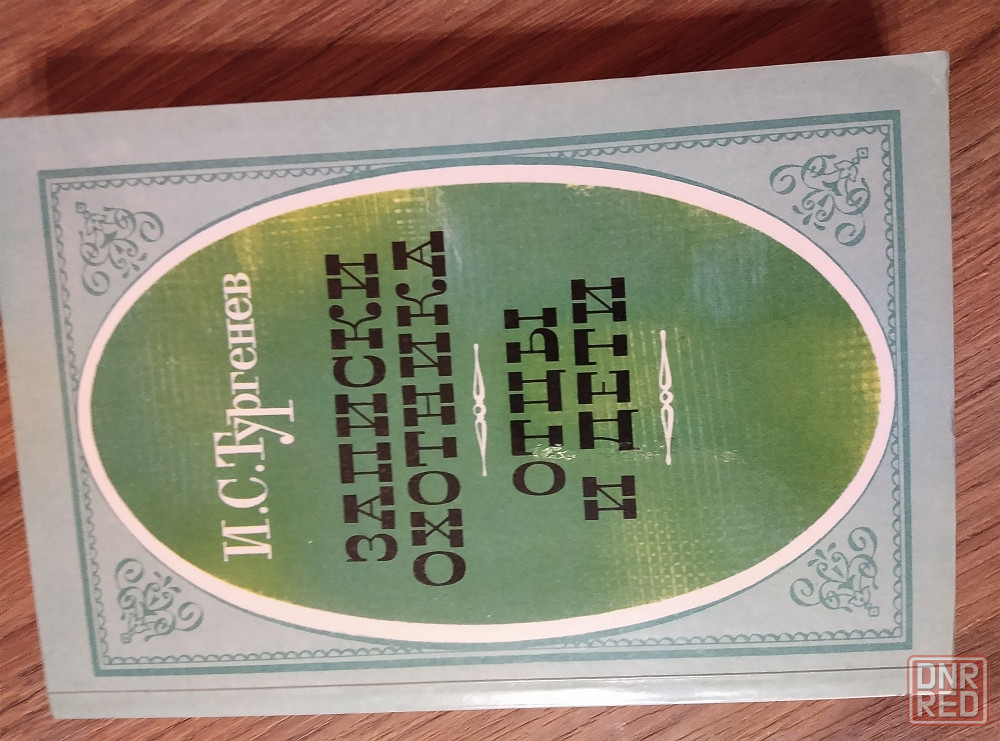 И.С.Тургенев
ЗАПИСКИ
ОХОТНИКА
ОТЦЫ
И ДЕТИ
DNR
RED